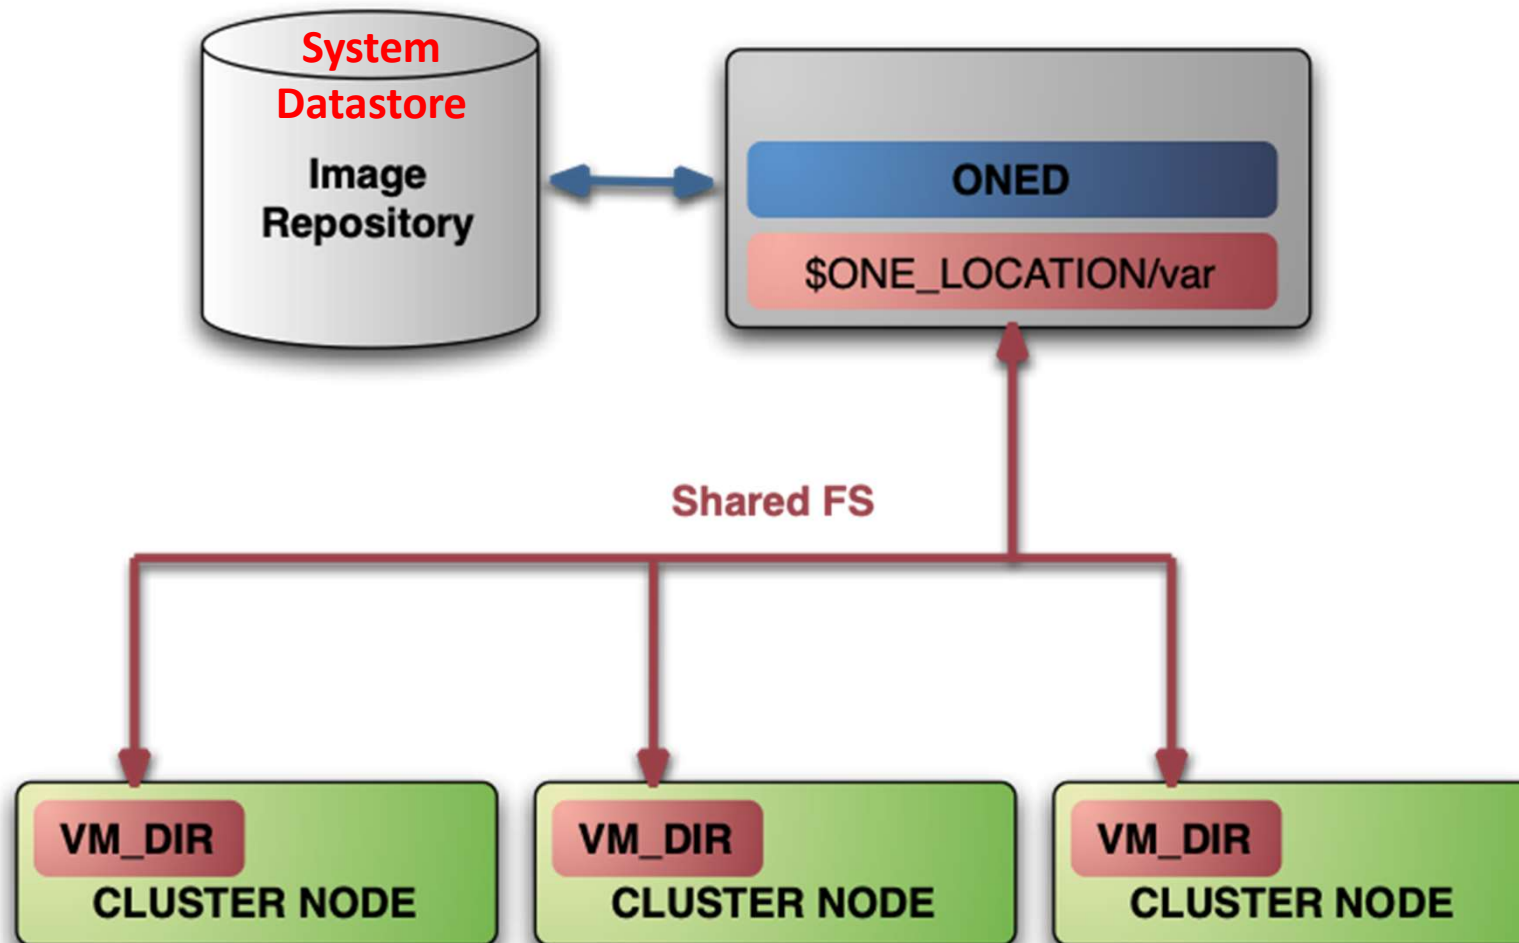 System
Datastore
Image
Repository
ONED
$ONE_LOCATION/var
Shared FS
VM_DIR
CLUSTER NODE
VM_DIR
CLUSTER NODE
VM_DIR
CLUSTER NODE